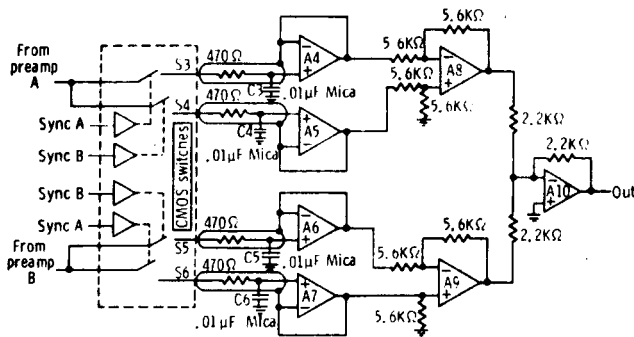 From preamp A
Sync A
Sync B
Sync B
Sync A
From preamp B
CMOS switches
S3
470Ω
C3
.01μF Mica
A4
S4
470Ω
C4
.01μF Mica
A5
S5
470Ω
C5
.01μF Mica
A6
S6
470Ω
C6
.01μF Mica
A7
5.6KΩ
5.6KΩ
5.6KΩ
5.6KΩ
A8
5.6KΩ
5.6KΩ
5.6KΩ
A9
2.2KΩ
2.2KΩ
2.2KΩ
A10
Out